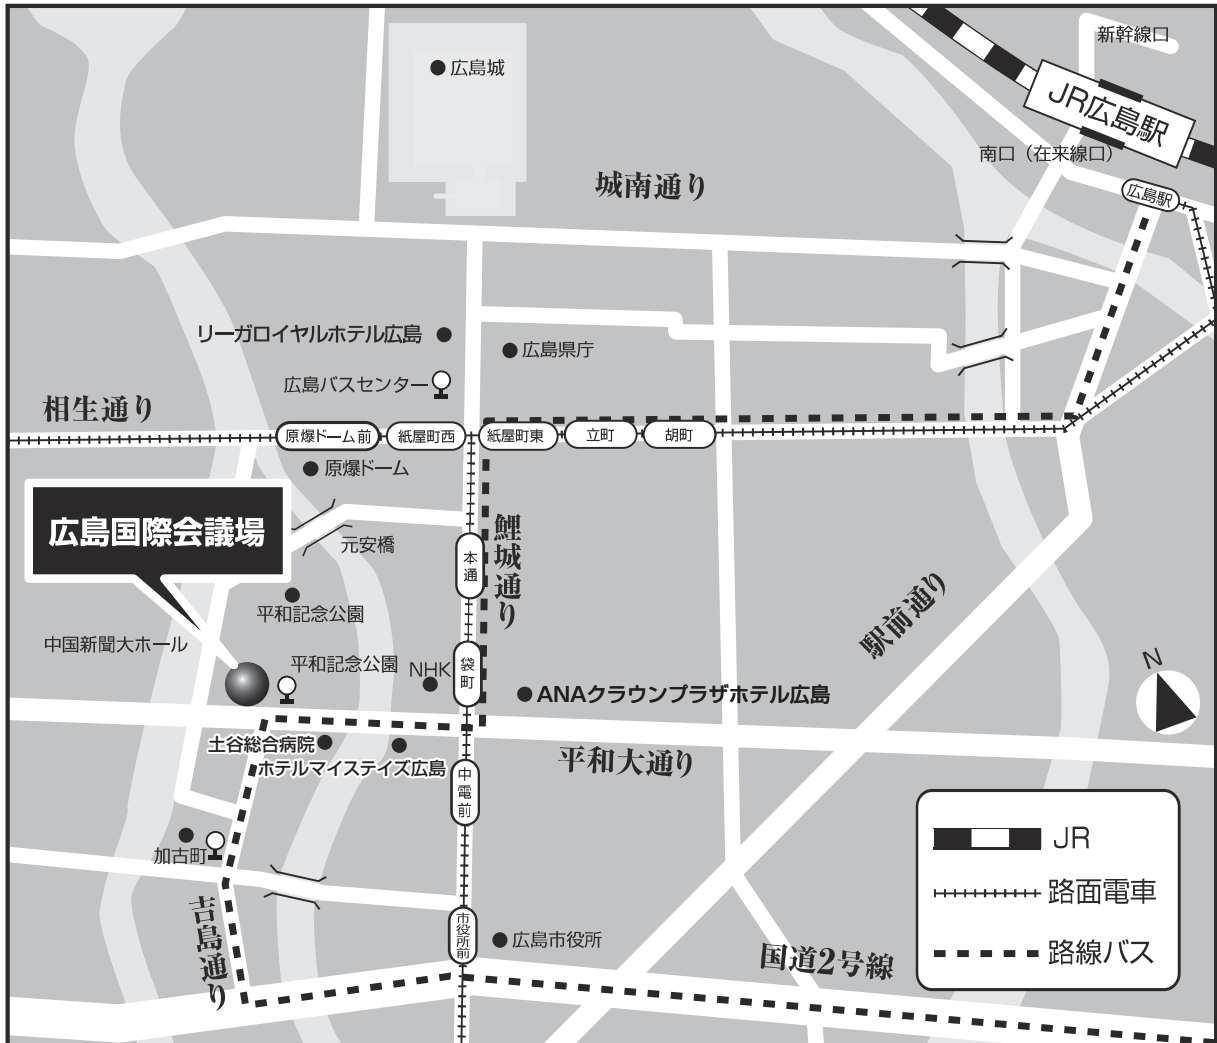 新幹線口
広島城
JR広島駅
南口（在来線口）
城南通り
広島駅
リーガロイヤルホテル広島
広島県庁
広島バスセンター
相生通り
原爆ドーム前
紙屋町西
紙屋町東
立町
胡町
原爆ドーム
広島国際会議場
元安橋
鯉城通り
本通
平和記念公園
駅前通り
中国新聞大ホール
平和記念公園
NHK
袋町
N
ANAクラウンプラザホテル広島
土谷総合病院
ホテルマイステイズ広島
平和大通り
中電前
加古町
JR
路面電車
吉島通り
市役所前
広島市役所
国道2号線
路線バス